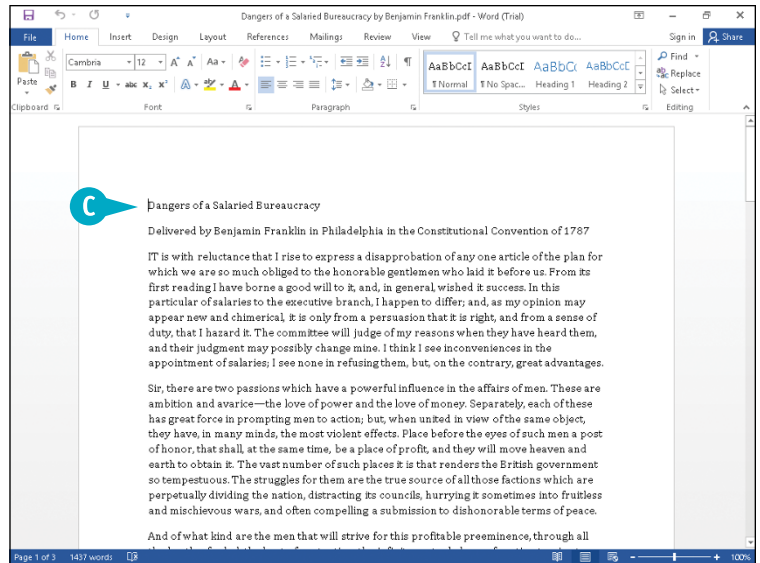 Dangers of a Salaried Bureaucracy by Benjamin Franklin.pdf - Word (Trial)
File Home Insert Design Layout References Mailings Review View Tell me what you want to do... Sign in Share
Paste
Cambria 12 A A Aa
B I U abc x₂ x² A A
AaBbCcI AaBbCcI AaBbC AaBbCcE
¶ Normal ¶ No Spac... Heading 1 Heading 2
Find
Replace
Select
Clipboard Font Paragraph Styles Editing
C
Dangers of a Salaried Bureaucracy
Delivered by Benjamin Franklin in Philadelphia in the Constitutional Convention of 1787
IT is with reluctance that I rise to express a disapprobation of any one article of the plan for
which we are so much obliged to the honorable gentlemen who laid it before us. From its
first reading I have borne a good will to it, and, in general, wished it success. In this
particular of salaries to the executive branch, I happen to differ; and, as my opinion may
appear new and chimerical, it is only from a persuasion that it is right, and from a sense of
duty, that I hazard it. The committee will judge of my reasons when they have heard them,
and their judgment may possibly change mine. I think I see inconveniences in the
appointment of salaries; I see none in refusing them, but, on the contrary, great advantages.
Sir, there are two passions which have a powerful influence in the affairs of men. These are
ambition and avarice—the love of power and the love of money. Separately, each of these
has great force in prompting men to action; but, when united in view of the same object,
they have, in many minds, the most violent effects. Place before the eyes of such men a post
of honor, that shall, at the same time, be a place of profit, and they will move heaven and
earth to obtain it. The vast number of such places it is that renders the British government
so tempestuous. The struggles for them are the true source of all those factions which are
perpetually dividing the nation, distracting its councils, hurrying it sometimes into fruitless
and mischievous wars, and often compelling a submission to dishonorable terms of peace.
And of what kind are the men that will strive for this profitable preeminence, through all
Page 1 of 3 1437 words 100%